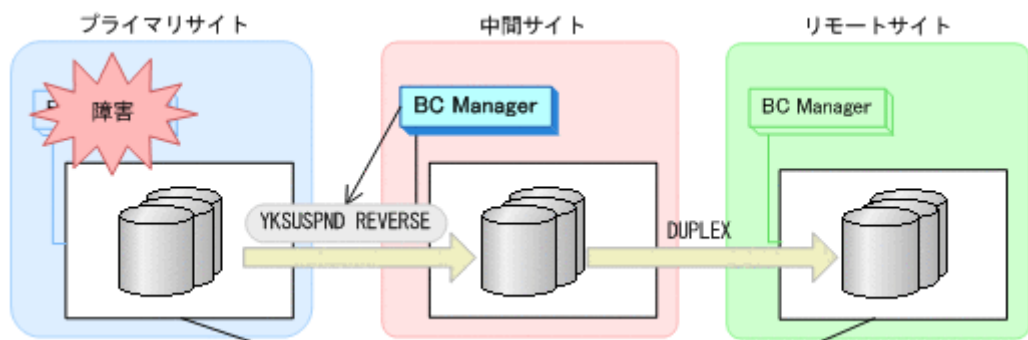 プライマリサイト
中間サイト
リモートサイト
障害
BC Manager
BC Manager
YKSUSPND REVERSE
DUPLEX